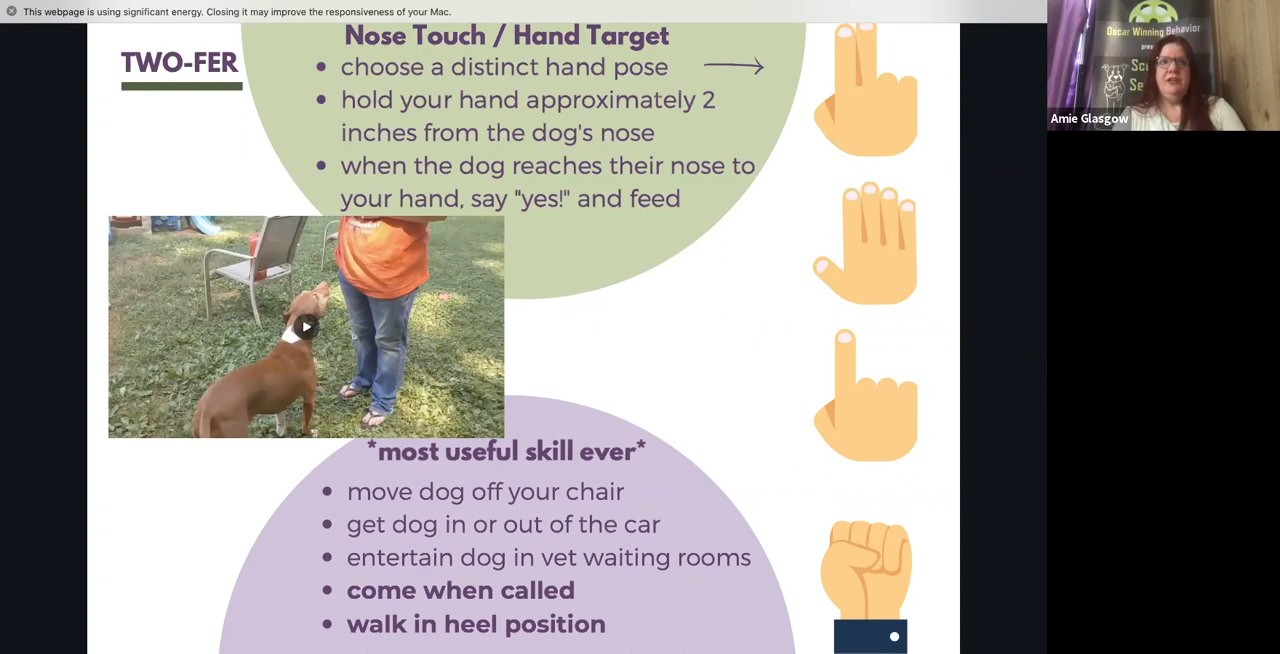 This webpage is using significant energy. Closing it may improve the responsiveness of your Mac.
TWO-FER
Nose Touch / Hand Target
• choose a distinct hand pose
• hold your hand approximately 2
inches from the dog's nose
• when the dog reaches their nose to
your hand, say "yes!" and feed
*most useful skill ever*
• move dog off your chair
• get dog in or out of the car
• entertain dog in vet waiting rooms
• come when called
• walk in heel position
Oscar Winning Behavior
Amie Glasgow